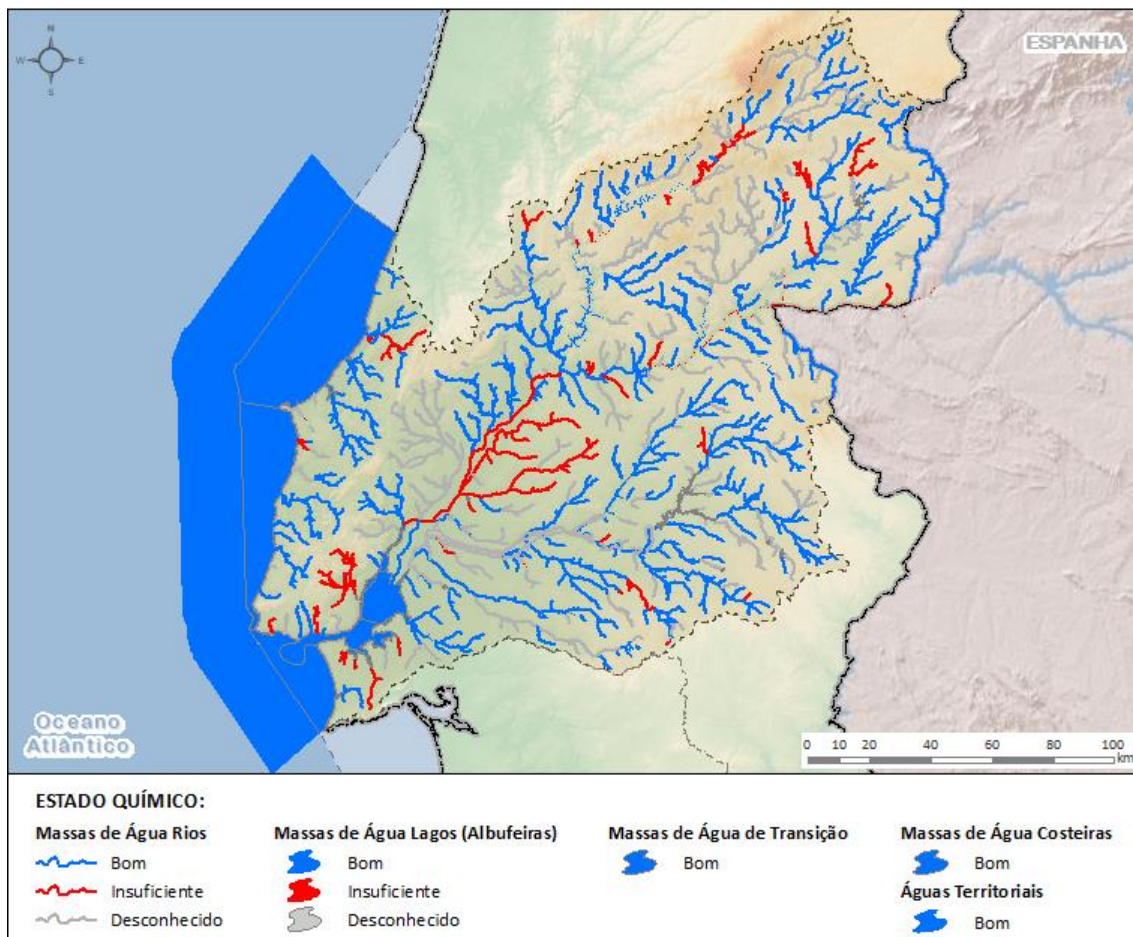 N
W E
S
ESPANHA
Oceano
Atlântico
0 10 20 40 60 80 100
km
ESTADO QUÍMICO:
Massas de Água Rios
Bom
Insuficiente
Desconhecido
Massas de Água Lagos (Albufeiras)
Bom
Insuficiente
Desconhecido
Massas de Água de Transição
Bom
Massas de Água Costeiras
Bom
Águas Territoriais
Bom